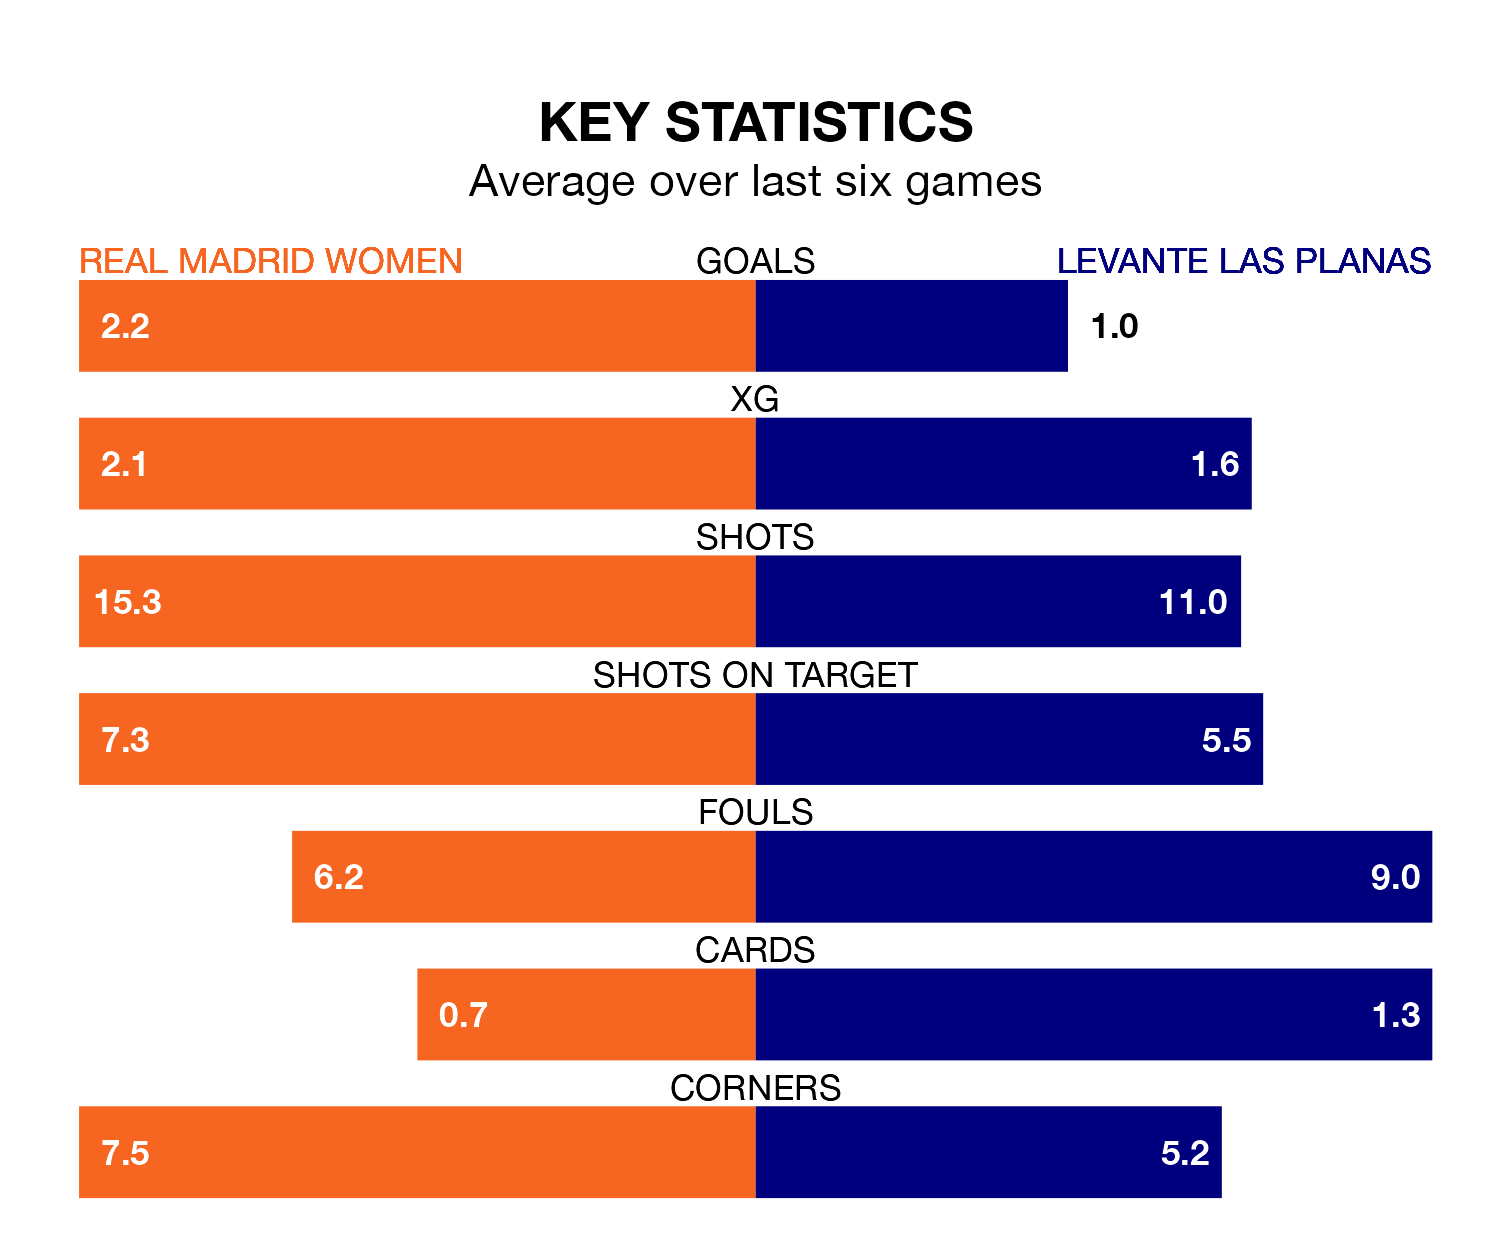 KEY STATISTICS
Average over last six games
REAL MADRID WOMEN GOALS LEVANTE LAS PLANAS
2.2 1.0
XG
2.1 1.6
SHOTS
15.3 11.0
SHOTS ON TARGET
7.3 5.5
FOULS
6.2 9.0
CARDS
0.7 1.3
CORNERS
7.5 5.2